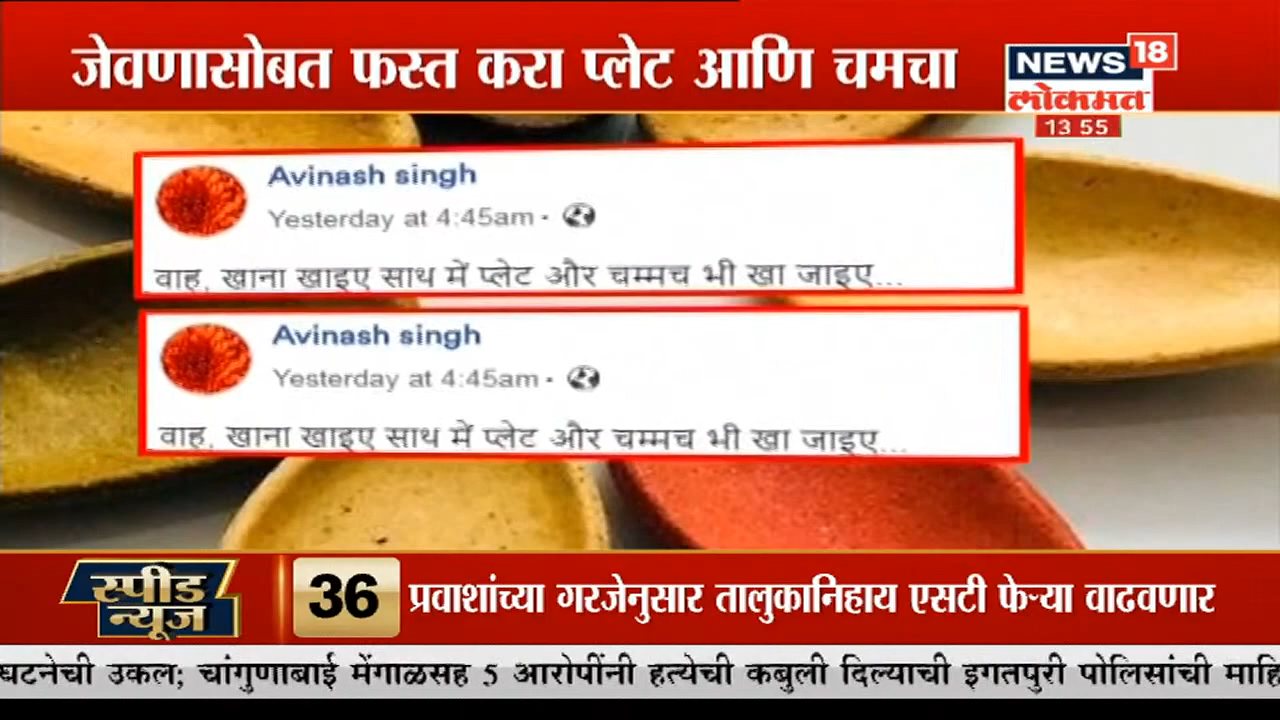 जेवणासोबत फस्त करा प्लेट आणि चमचा
NEWS 18
लोकमत
13 55
Avinash singh
Yesterday at 4:45am ·
वाह, खाना खाइए साथ में प्लेट और चम्मच भी खा जाइए...
Avinash singh
Yesterday at 4:45am ·
वाह, खाना खाइए साथ में प्लेट और चम्मच भी खा जाइए...
स्पीड
न्यूज
36 प्रवाशांच्या गरजेनुसार तालुकानिहाय एसटी फेऱ्या वाढवणार
घटनेची उकल; चांगुणाबाई मेंगाळसह 5 आरोपींनी हत्येची कबुली दिल्याची इगतपुरी पोलिसांची माहि